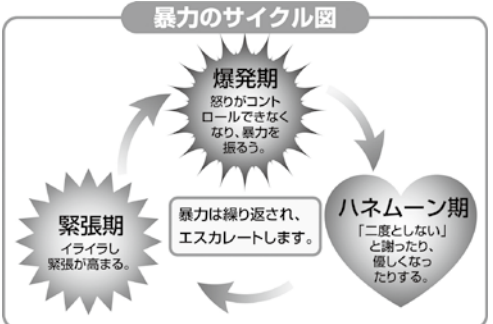 暴力のサイクル図
爆発期
怒りがコント
ロールできなく
なり、暴力を
振るう。
緊張期
イライラし
緊張が高まる。
暴力は繰り返され、
エスカレートします。
ハネムーン期
「二度としない」
と謝ったり、
優しくなっ
たりする。